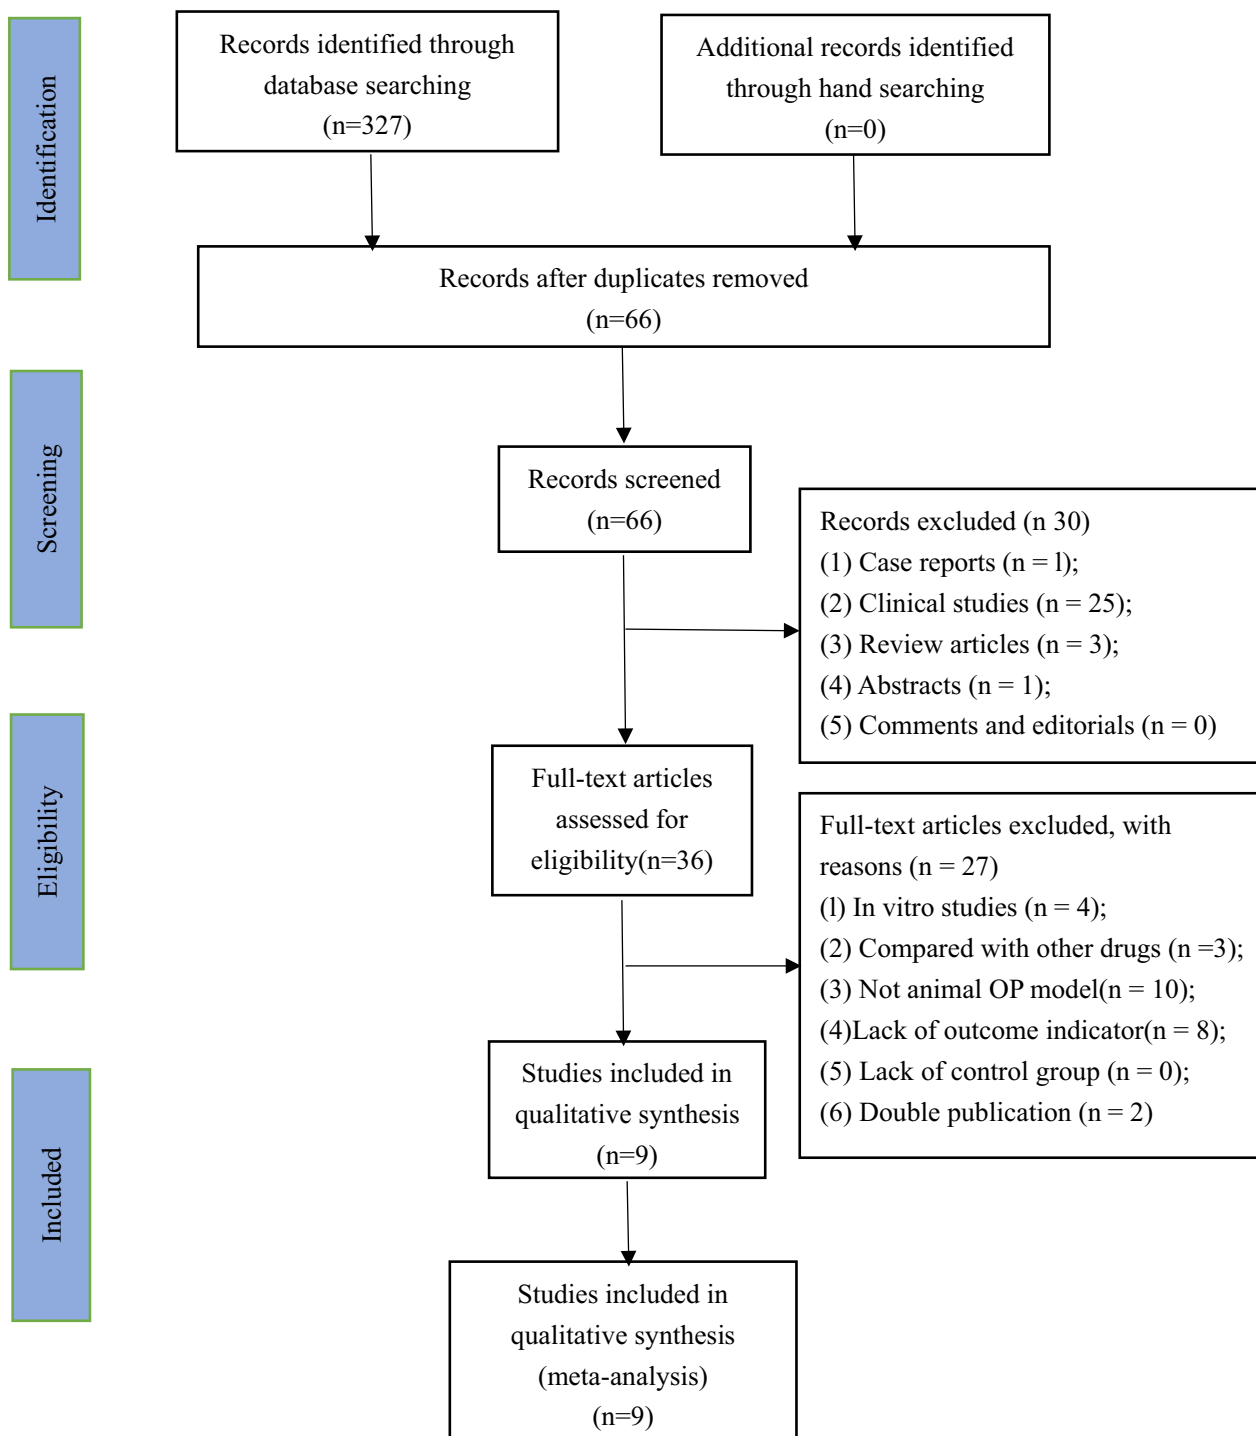 Identification
Records identified through
database searching
(n=327)
Additional records identified
through hand searching
(n=0)
Records after duplicates removed
(n=66)
Screening
Records screened
(n=66)
Records excluded (n 30)
(1) Case reports (n = l);
(2) Clinical studies (n = 25);
(3) Review articles (n = 3);
(4) Abstracts (n = 1);
(5) Comments and editorials (n = 0)
Eligibility
Full-text articles
assessed for
eligibility(n=36)
Full-text articles excluded, with
reasons (n = 27)
(l) In vitro studies (n = 4);
(2) Compared with other drugs (n =3);
(3) Not animal OP model(n = 10);
(4)Lack of outcome indicator(n = 8);
(5) Lack of control group (n = 0);
(6) Double publication (n = 2)
Included
Studies included in
qualitative synthesis
(n=9)
Studies included in
qualitative synthesis
(meta-analysis)
(n=9)